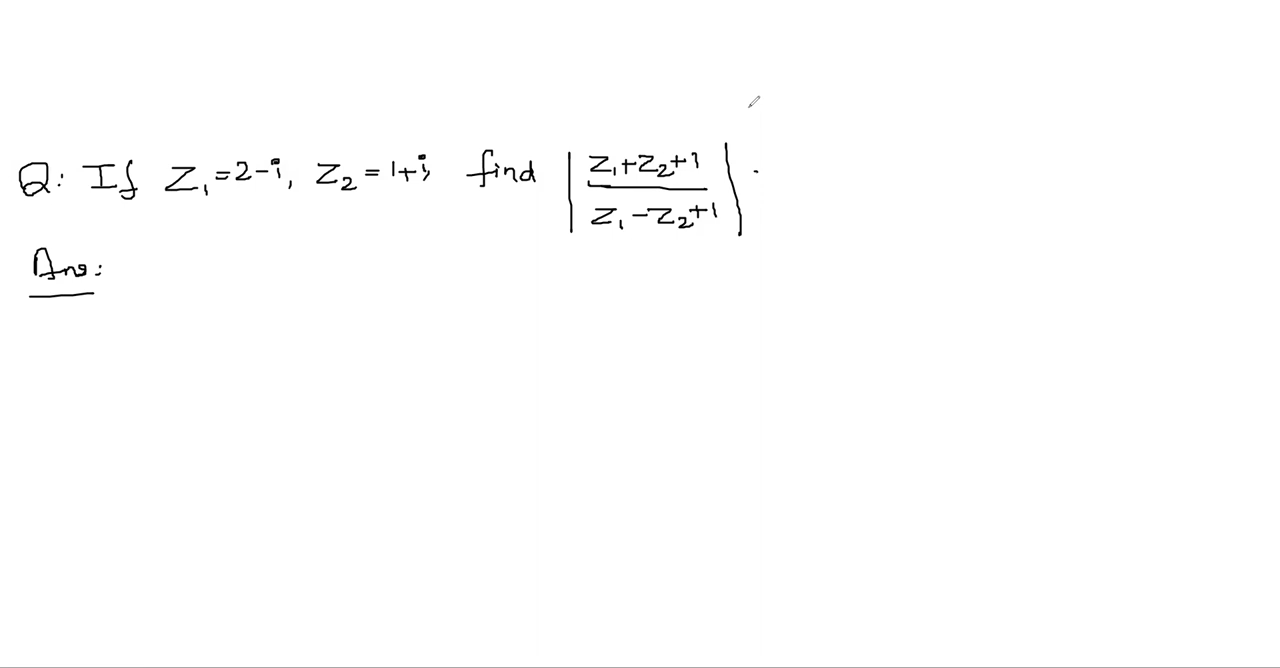 Q: If Z₁=2-i, Z₂=1+i, find |(Z₁+Z₂+1)/(Z₁-Z₂+1)|.
Ans: